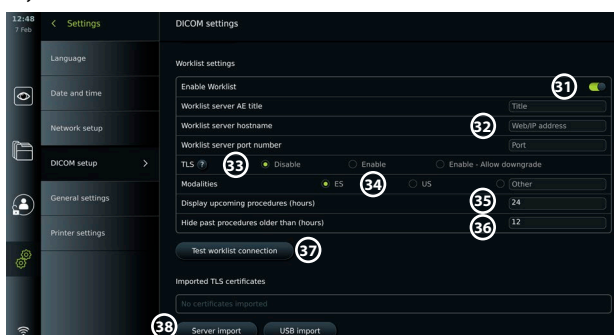 12:48
7 Feb
Settings
DICOM settings
Language
Date and time
Network setup
DICOM setup
General settings
Printer settings
Worklist settings
Enable Worklist 31
Worklist server AE title Title
Worklist server hostname 32 Web/IP address
Worklist server port number Port
TLS ? 33 Disable Enable Enable - Allow downgrade
Modalities ES 34 US Other
Display upcoming procedures (hours) 35 24
Hide past procedures older than (hours) 36 12
Test worklist connection 37
Imported TLS certificates
No certificates imported
38 Server import USB import